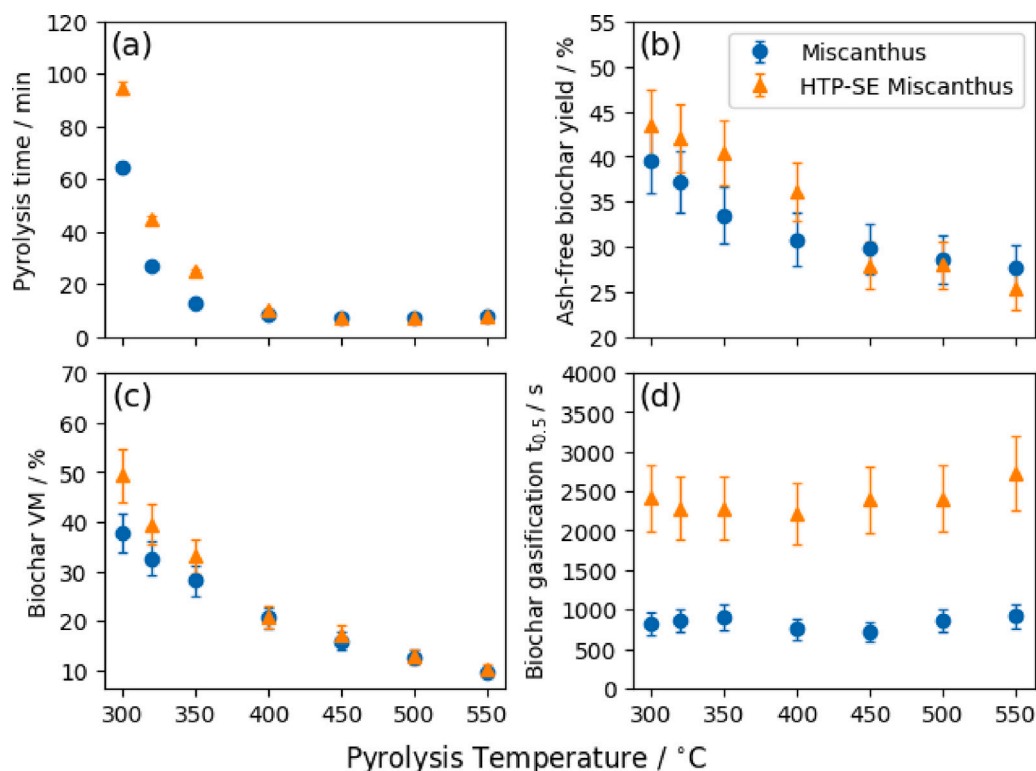 (a)
Pyrolysis time / min
120
100
80
60
40
20
0
(b)
Miscanthus
HTP-SE Miscanthus
Ash-free biochar yield / %
55
50
45
40
35
30
25
20
(c)
Biochar VM / %
70
60
50
40
30
20
10
300 350 400 450 500 550
(d)
Biochar gasification t0.5 / s
4000
3500
3000
2500
2000
1500
1000
500
0
300 350 400 450 500 550
Pyrolysis Temperature / °C